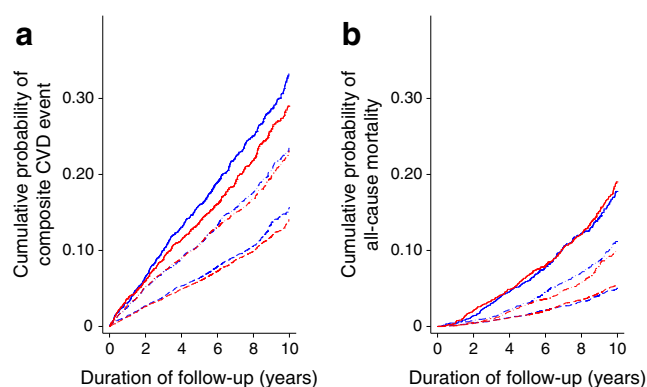 a
Cumulative probability of
composite CVD event
0.30
0.20
0.10
0
0 2 4 6 8 10
Duration of follow-up (years)
b
Cumulative probability of
all-cause mortality
0.30
0.20
0.10
0
0 2 4 6 8 10
Duration of follow-up (years)